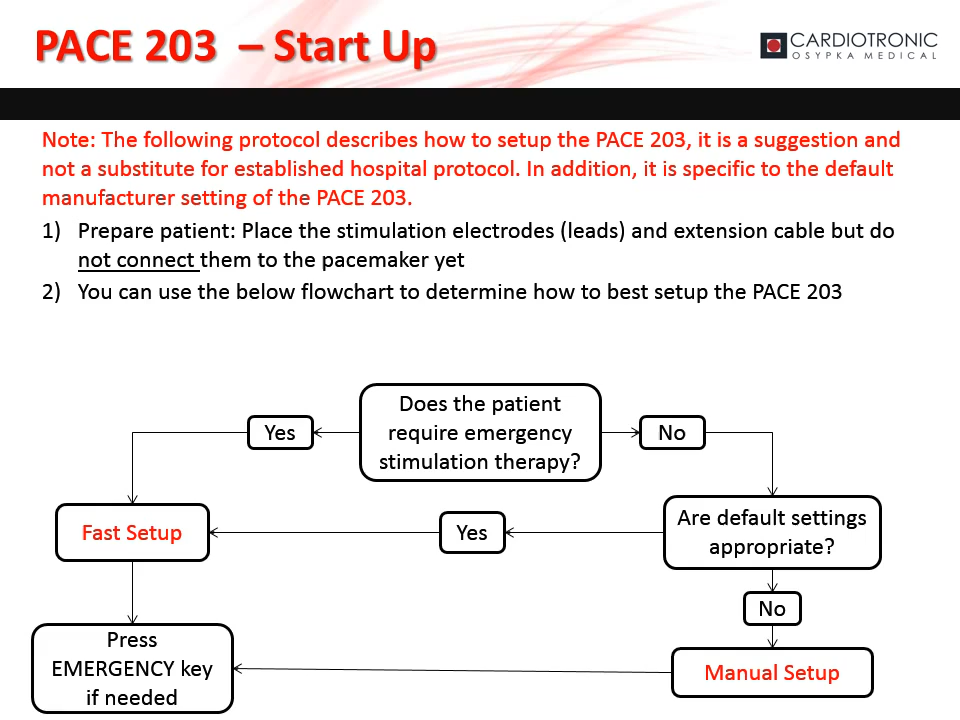 PACE 203 – Start Up
CARDIOTRONIC
OSYPKA MEDICAL
Note: The following protocol describes how to setup the PACE 203, it is a suggestion and
not a substitute for established hospital protocol. In addition, it is specific to the default
manufacturer setting of the PACE 203.
1) Prepare patient: Place the stimulation electrodes (leads) and extension cable but do
not connect them to the pacemaker yet
2) You can use the below flowchart to determine how to best setup the PACE 203
Does the patient
require emergency
stimulation therapy?
Yes
No
Fast Setup
Yes
Are default settings
appropriate?
No
Press
EMERGENCY key
if needed
Manual Setup